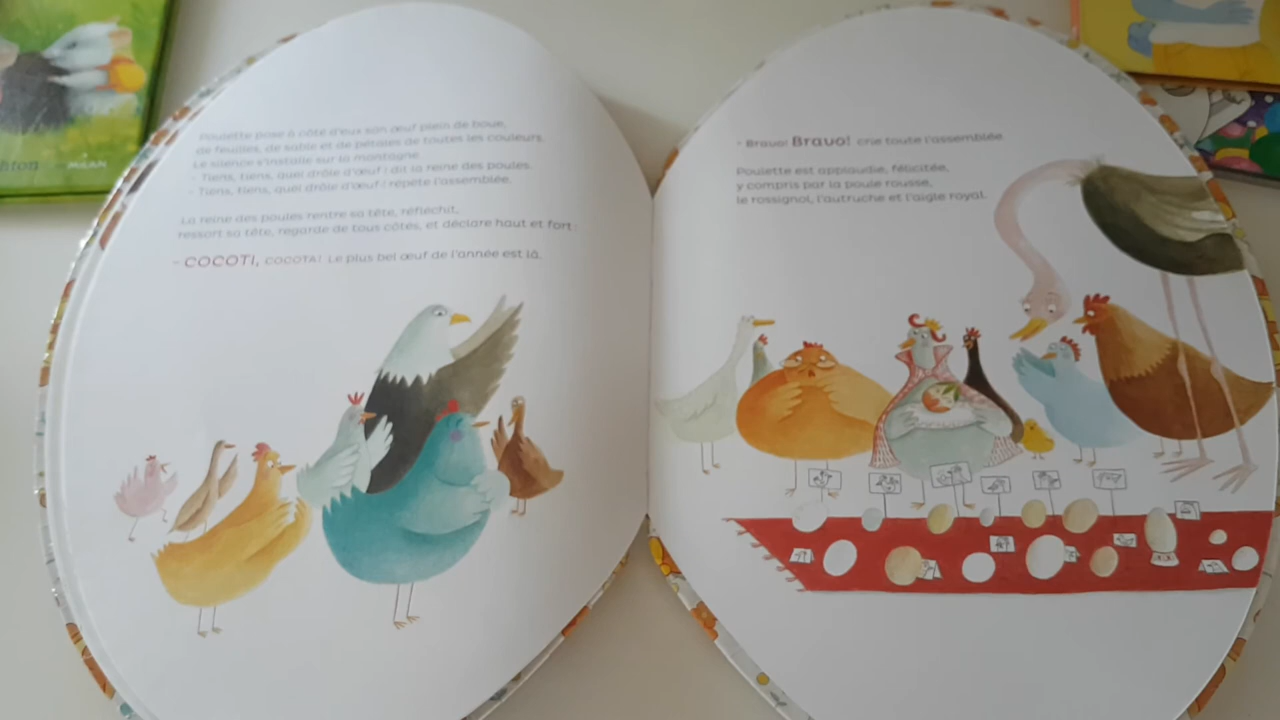 Poulette pose à côté d'eux son œuf plein de boue,
de feuilles, de sable et de pétales de toutes les couleurs.
Le silence s'installe sur la montagne.
- Tiens, tiens, quel drôle d'œuf ! dit la reine des poules.
- Tiens, tiens, quel drôle d'œuf ! répète l'assemblée.
La reine des poules rentre sa tête, réfléchit,
ressort sa tête, regarde de tous côtés, et déclare haut et fort :
- COCOTI, COCOTA! Le plus bel œuf de l'année est là.
- Bravo! Bravo! crie toute l'assemblée.
Poulette est applaudie, félicitée,
y compris par la poule rousse,
le rossignol, l'autruche et l'aigle royal.
MILAN